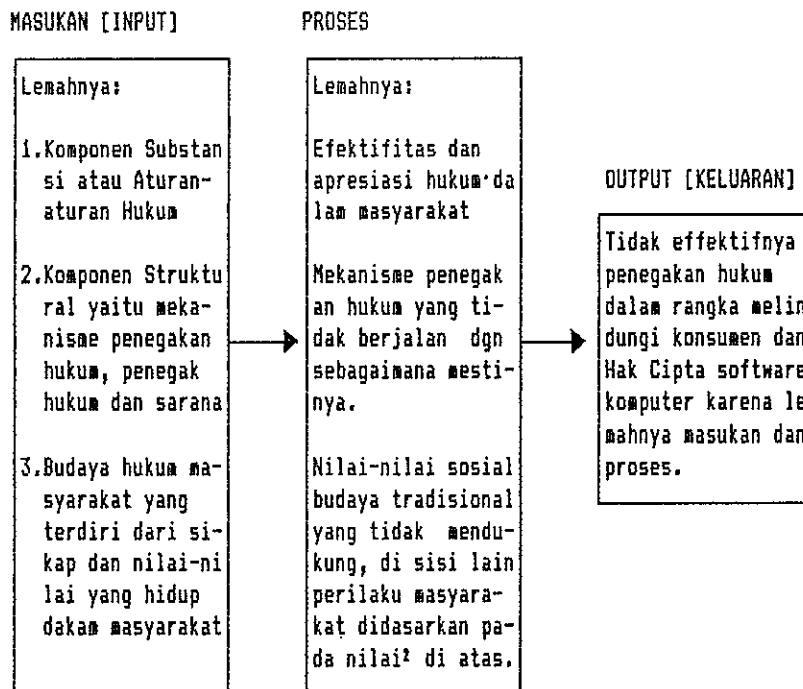 MASUKAN [INPUT]
Lemahnya:
1.Komponen Substan
si atau Aturan-
aturan Hukum
2.Komponen Struktu
ral yaitu meka-
nisme penegakan
hukum, penegak
hukum dan sarana
3.Budaya hukum ma-
syarakat yang
terdiri dari si-
kap dan nilai-ni
lai yang hidup
dakam masyarakat
PROSES
Lemahnya:
Efektifitas dan
apresiasi hukum da
lam masyarakat
Mekanisme penegak
an hukum yang ti-
dak berjalan dgn
sebagaimana mesti-
nya.
Nilai-nilai sosial
budaya tradisional
yang tidak mendu-
kung, di sisi lain
perilaku masyara-
kat didasarkan pa-
da nilai² di atas.
OUTPUT [KELUARAN]
Tidak effektifnya
penegakan hukum
dalam rangka melin
dungi konsumen dan
Hak Cipta software
komputer karena le
mahnya masukan dan
proses.